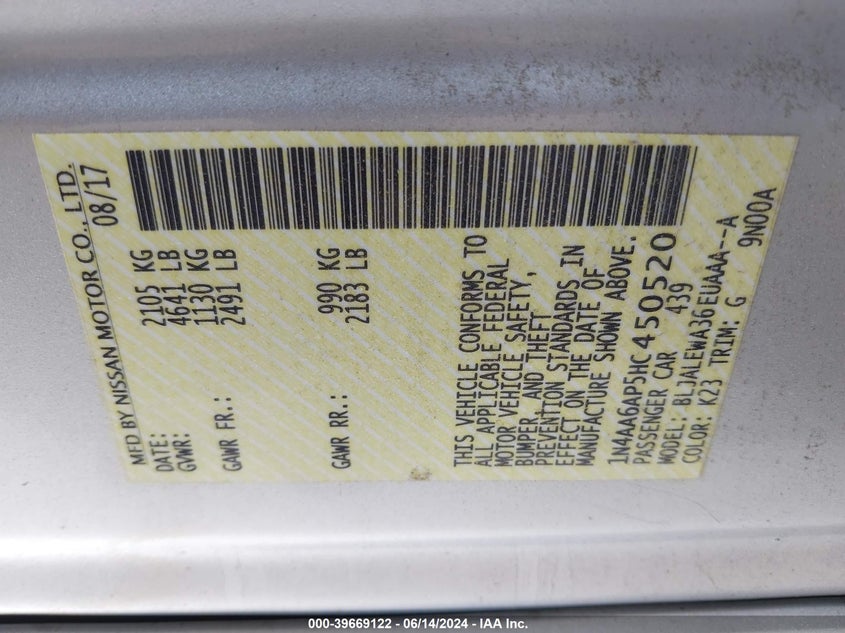 MFD BY NISSAN MOTOR CO., LTD.
DATE: 08/17
GVWR: 2105 KG
4641 LB
GAWR FR.: 1130 KG
2491 LB
GAWR RR.: 990 KG
2183 LB
THIS VEHICLE CONFORMS TO
ALL APPLICABLE FEDERAL
MOTOR VEHICLE SAFETY,
BUMPER, AND THEFT
PREVENTION STANDARDS IN
EFFECT ON THE DATE OF
MANUFACTURE SHOWN ABOVE.
1N4AA6AP5HC450520
PASSENGER CAR 439
MODEL: BLJALEWA36EUAAA--A
COLOR: K23 TRIM: G 9N00A
000-39669122 - 06/14/2024 - IAA Inc.